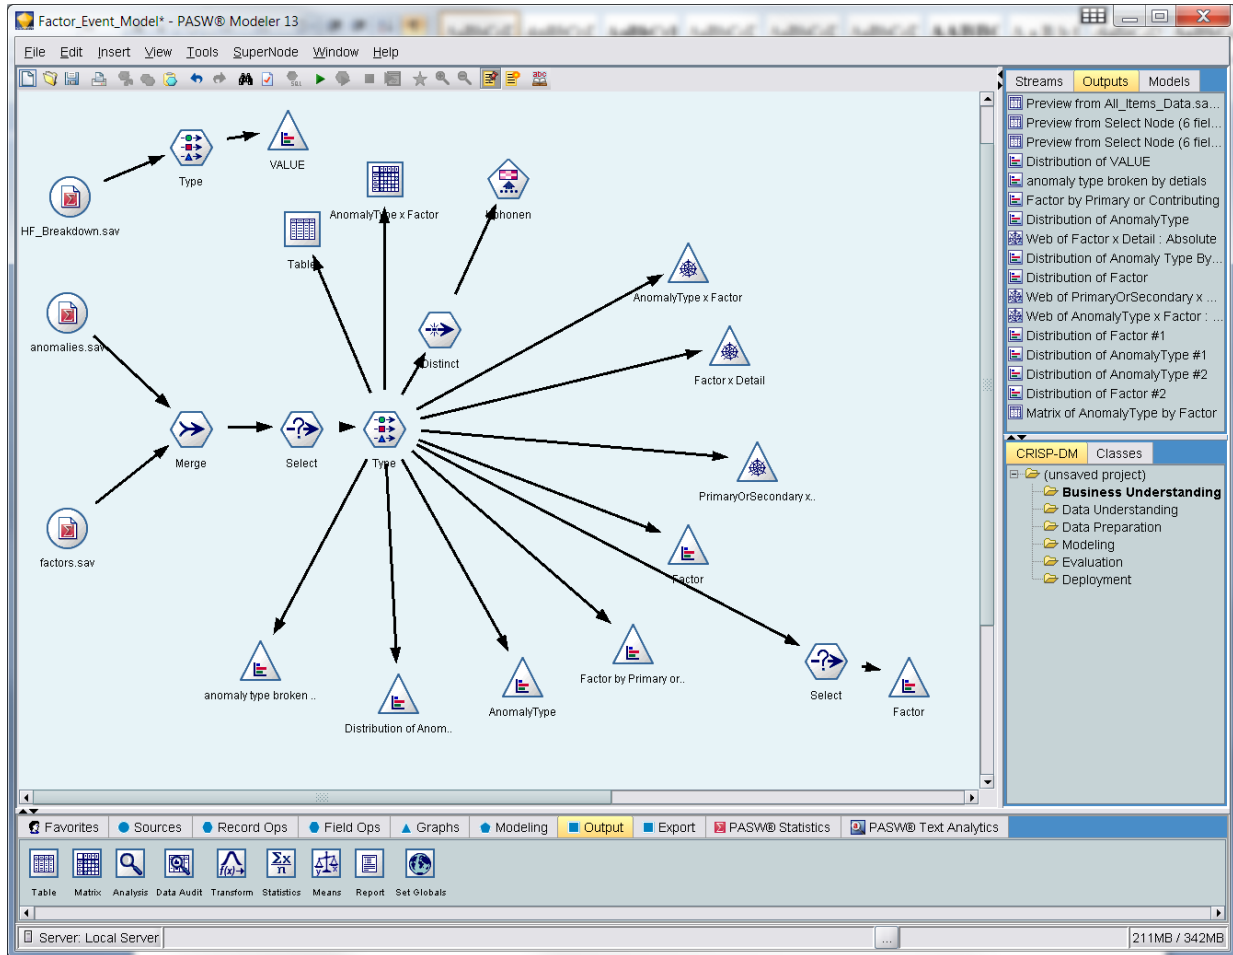 Factor_Event_Model* - PASW® Modeler 13
File Edit Insert View Tools SuperNode Window Help
VALUE
Type
HF_Breakdown.sav
AnomalyType x Factor
Table
anomalies.sav
Distinct
AnomalyType x Factor
Factor x Detail
Merge
Select
Type
PrimaryOrSecondary x..
factors.sav
Factor
anomaly type broken ..
Distribution of Anom..
AnomalyType
Factor by Primary or..
Select
Factor
Streams Outputs Models
Preview from All_Items_Data.sa...
Preview from Select Node (6 fiel...
Preview from Select Node (6 fiel...
Distribution of VALUE
anomaly type broken by detials
Factor by Primary or Contributing
Distribution of AnomalyType
Web of Factor x Detail : Absolute
Distribution of Anomaly Type By...
Distribution of Factor
Web of PrimaryOrSecondary x ...
Web of AnomalyType x Factor : ...
Distribution of Factor #1
Distribution of AnomalyType #1
Distribution of AnomalyType #2
Distribution of Factor #2
Matrix of AnomalyType by Factor
CRISP-DM Classes
(unsaved project)
Business Understanding
Data Understanding
Data Preparation
Modeling
Evaluation
Deployment
Favorites Sources Record Ops Field Ops Graphs Modeling Output Export PASW® Statistics PASW® Text Analytics
Table Matrix Analysis Data Audit Transform Statistics Means Report Set Globals
Server: Local Server
211MB / 342MB